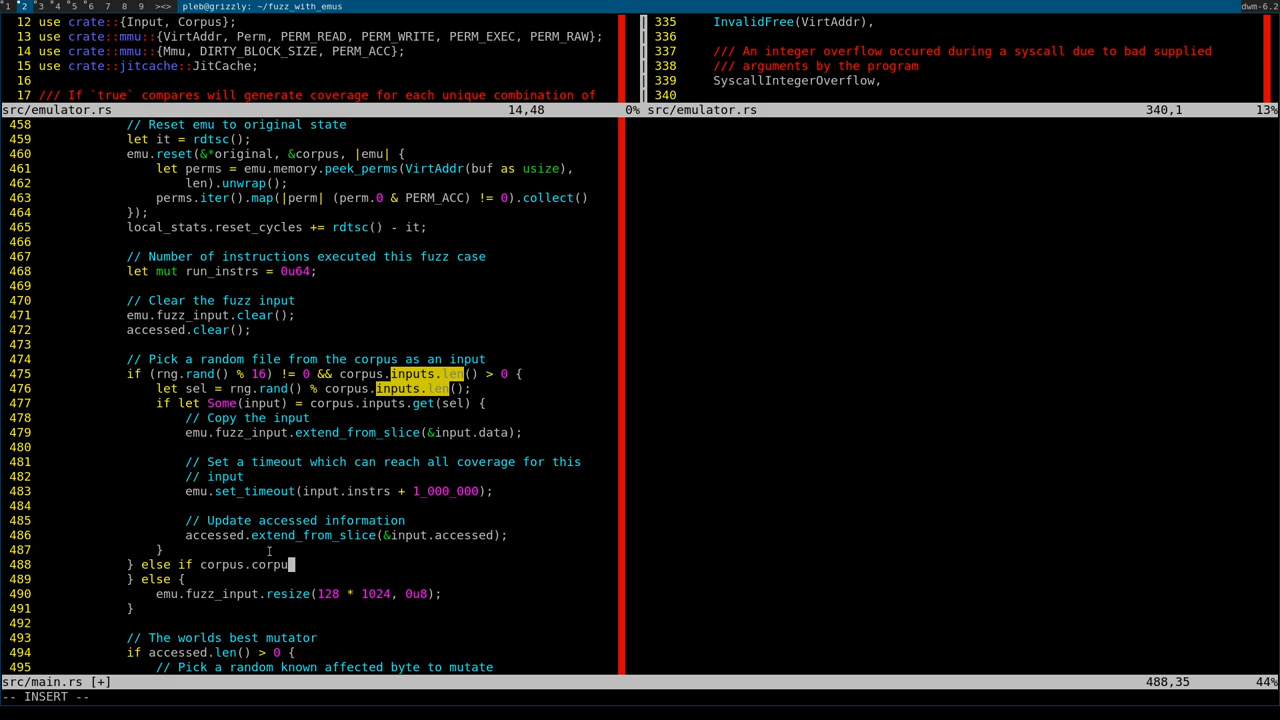 1 2 3 4 5 6 7 8 9 ><> pleb@grizzly: ~/fuzz_with_emus dwm-6.2
12 use crate::{Input, Corpus};
13 use crate::mmu::{VirtAddr, Perm, PERM_READ, PERM_WRITE, PERM_EXEC, PERM_RAW};
14 use crate::mmu::{Mmu, DIRTY_BLOCK_SIZE, PERM_ACC};
15 use crate::jitcache::JitCache;
16
17 /// If `true` compares will generate coverage for each unique combination of
src/emulator.rs 14,48 0%
335 InvalidFree(VirtAddr),
336
337 /// An integer overflow occured during a syscall due to bad supplied
338 /// arguments by the program
339 SyscallIntegerOverflow,
340
src/emulator.rs 340,1 13%
458 // Reset emu to original state
459 let it = rdtsc();
460 emu.reset(&*original, &corpus, |emu| {
461 let perms = emu.memory.peek_perms(VirtAddr(buf as usize),
462 len).unwrap();
463 perms.iter().map(|perm| (perm.0 & PERM_ACC) != 0).collect()
464 });
465 local_stats.reset_cycles += rdtsc() - it;
466
467 // Number of instructions executed this fuzz case
468 let mut run_instrs = 0u64;
469
470 // Clear the fuzz input
471 emu.fuzz_input.clear();
472 accessed.clear();
473
474 // Pick a random file from the corpus as an input
475 if (rng.rand() % 16) != 0 && corpus.inputs.len() > 0 {
476 let sel = rng.rand() % corpus.inputs.len();
477 if let Some(input) = corpus.inputs.get(sel) {
478 // Copy the input
479 emu.fuzz_input.extend_from_slice(&input.data);
480
481 // Set a timeout which can reach all coverage for this
482 // input
483 emu.set_timeout(input.instrs + 1_000_000);
484
485 // Update accessed information
486 accessed.extend_from_slice(&input.accessed);
487 }
488 } else if corpus.corpu
489 } else {
490 emu.fuzz_input.resize(128 * 1024, 0u8);
491 }
492
493 // The worlds best mutator
494 if accessed.len() > 0 {
495 // Pick a random known affected byte to mutate
src/main.rs [+] 488,35 44%
-- INSERT --